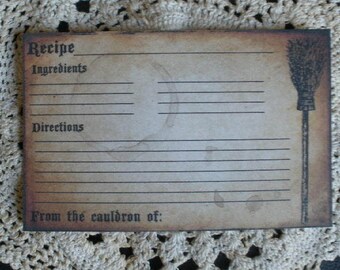 Recipe
Ingredients
Directions
From the cauldron of: